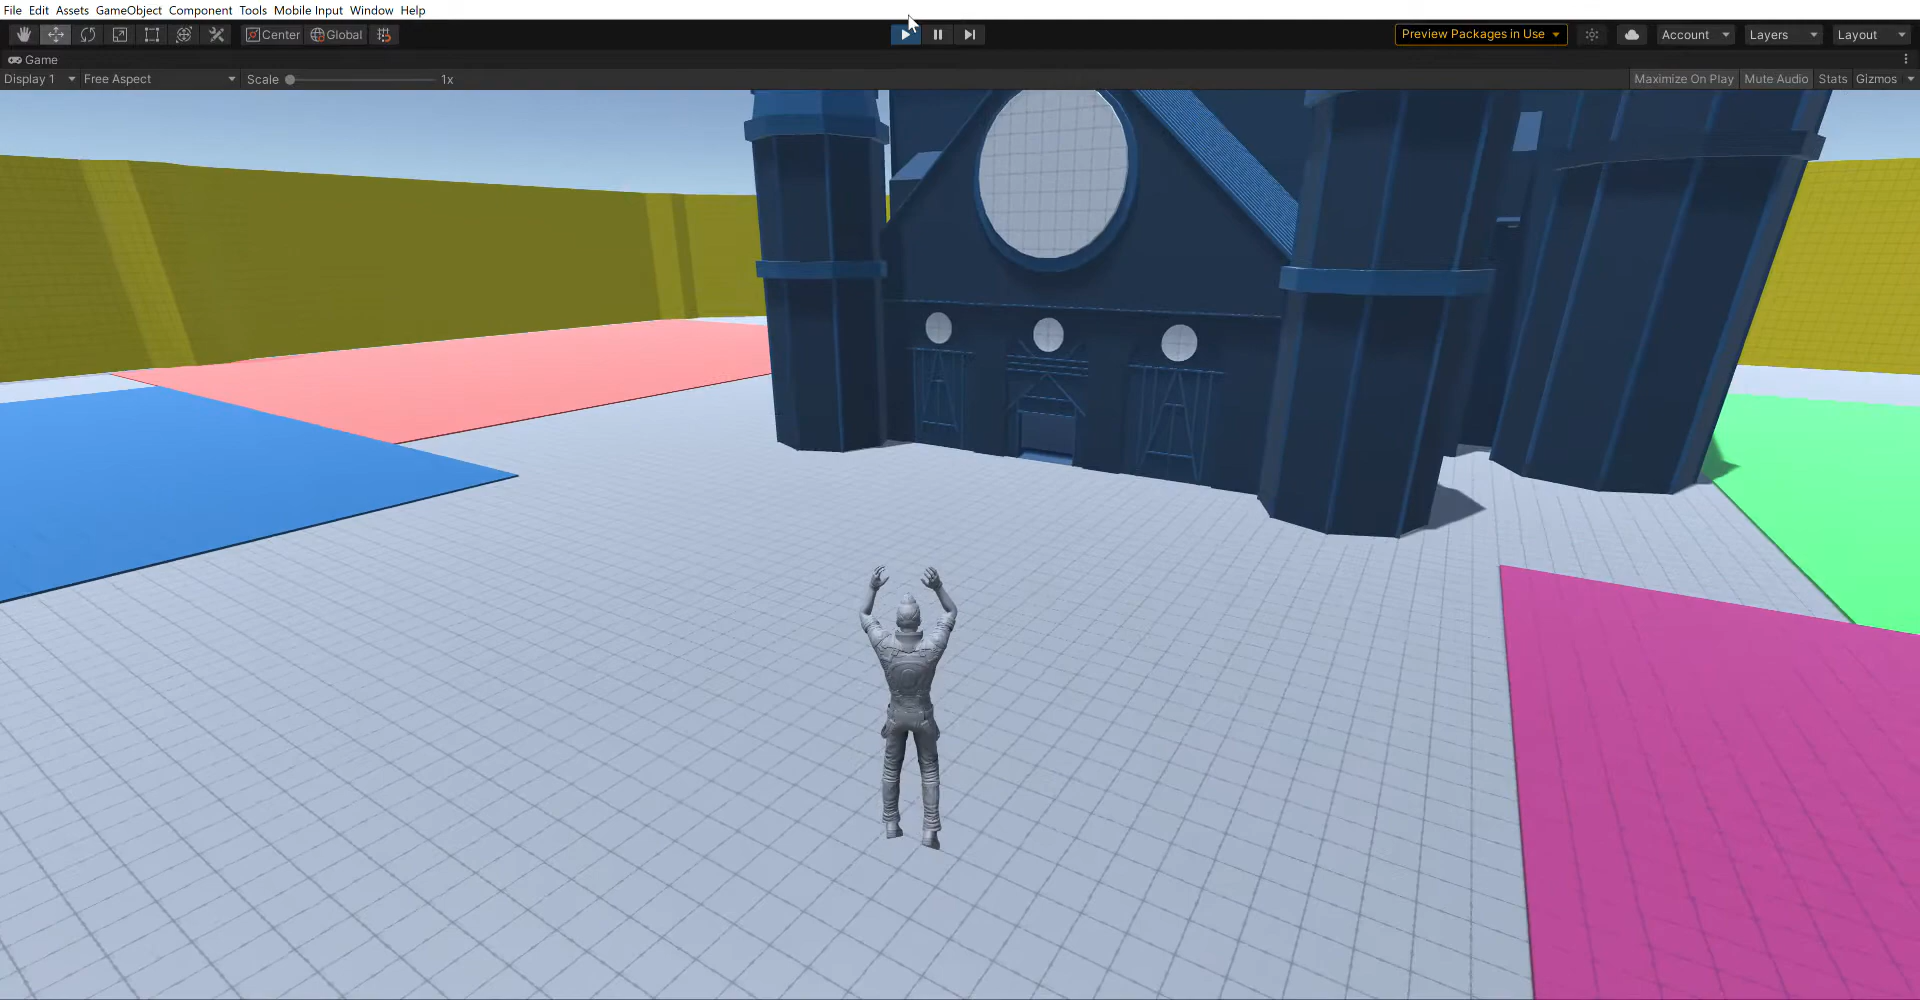 File Edit Assets GameObject Component Tools Mobile Input Window Help
Center Global Preview Packages in Use Account Layers Layout
Game
Display 1 Free Aspect Scale 1x Maximize On Play Mute Audio Stats Gizmos